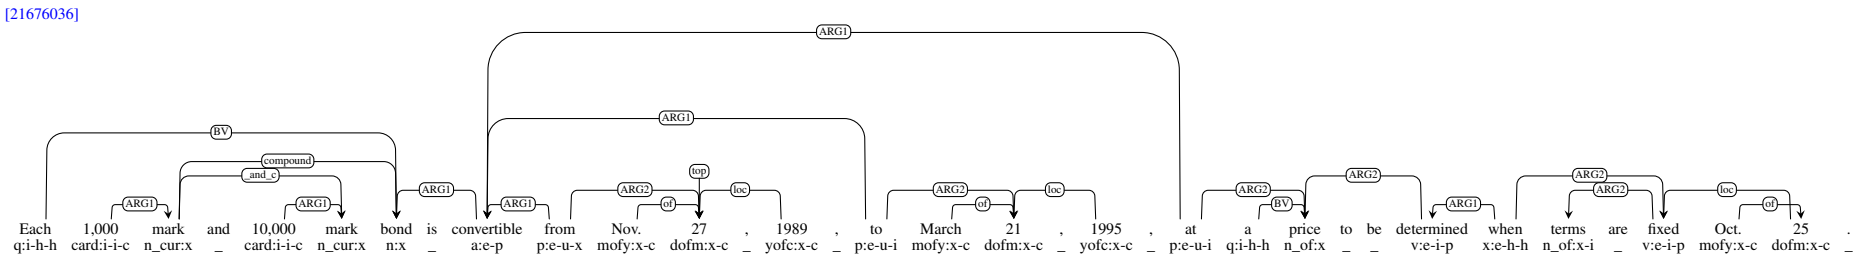 [21676036]
ARG1
ARG1
BV
compound
top
_and_c
ARG2
ARG2
ARG1 ARG2 loc ARG2 loc ARG2 ARG2 loc
ARG1 ARG1 ARG1 of of BV ARG1 of
Each 1,000 mark and 10,000 mark bond is convertible from Nov. 27 , 1989 , to March 21 , 1995 , at a price to be determined when terms are fixed Oct. 25 .
q:i-h-h card:i-i-c n_cur:x _ card:i-i-c n_cur:x n:x _ a:e-p p:e-u-x mofy:x-c dofm:x-c _ yofc:x-c _ p:e-u-i mofy:x-c dofm:x-c _ yofc:x-c _ p:e-u-i q:i-h-h n_of:x _ _ v:e-i-p x:e-h-h n_of:x-i _ v:e-i-p mofy:x-c dofm:x-c _